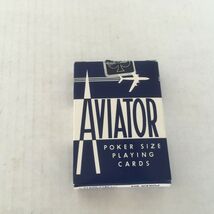 AVIATOR
POKER SIZE
PLAYING
CARDS